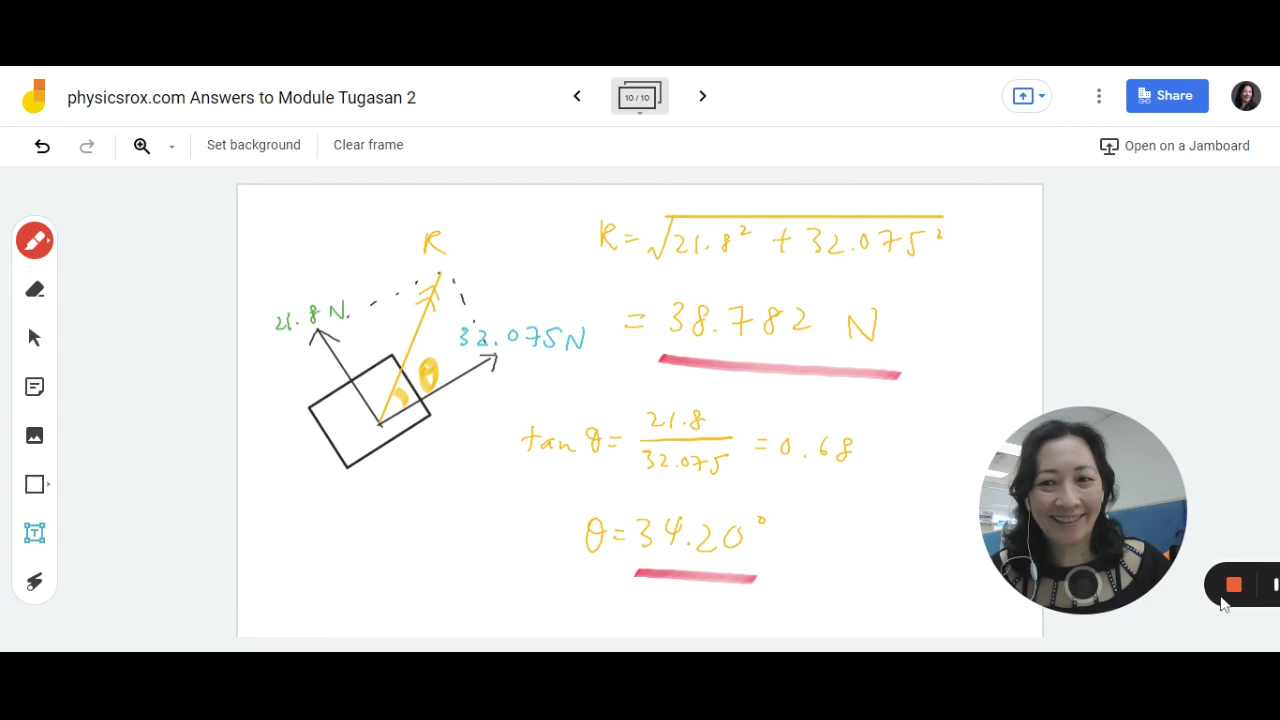 physicsrox.com Answers to Module Tugasan 2
10 / 10
Share
Set background
Clear frame
Open on a Jamboard
R
21.8 N.
32.075 N
θ
R = √21.8² + 32.075²
= 38.782 N
tan θ = 21.8
32.075
= 0.68
θ = 34.20°